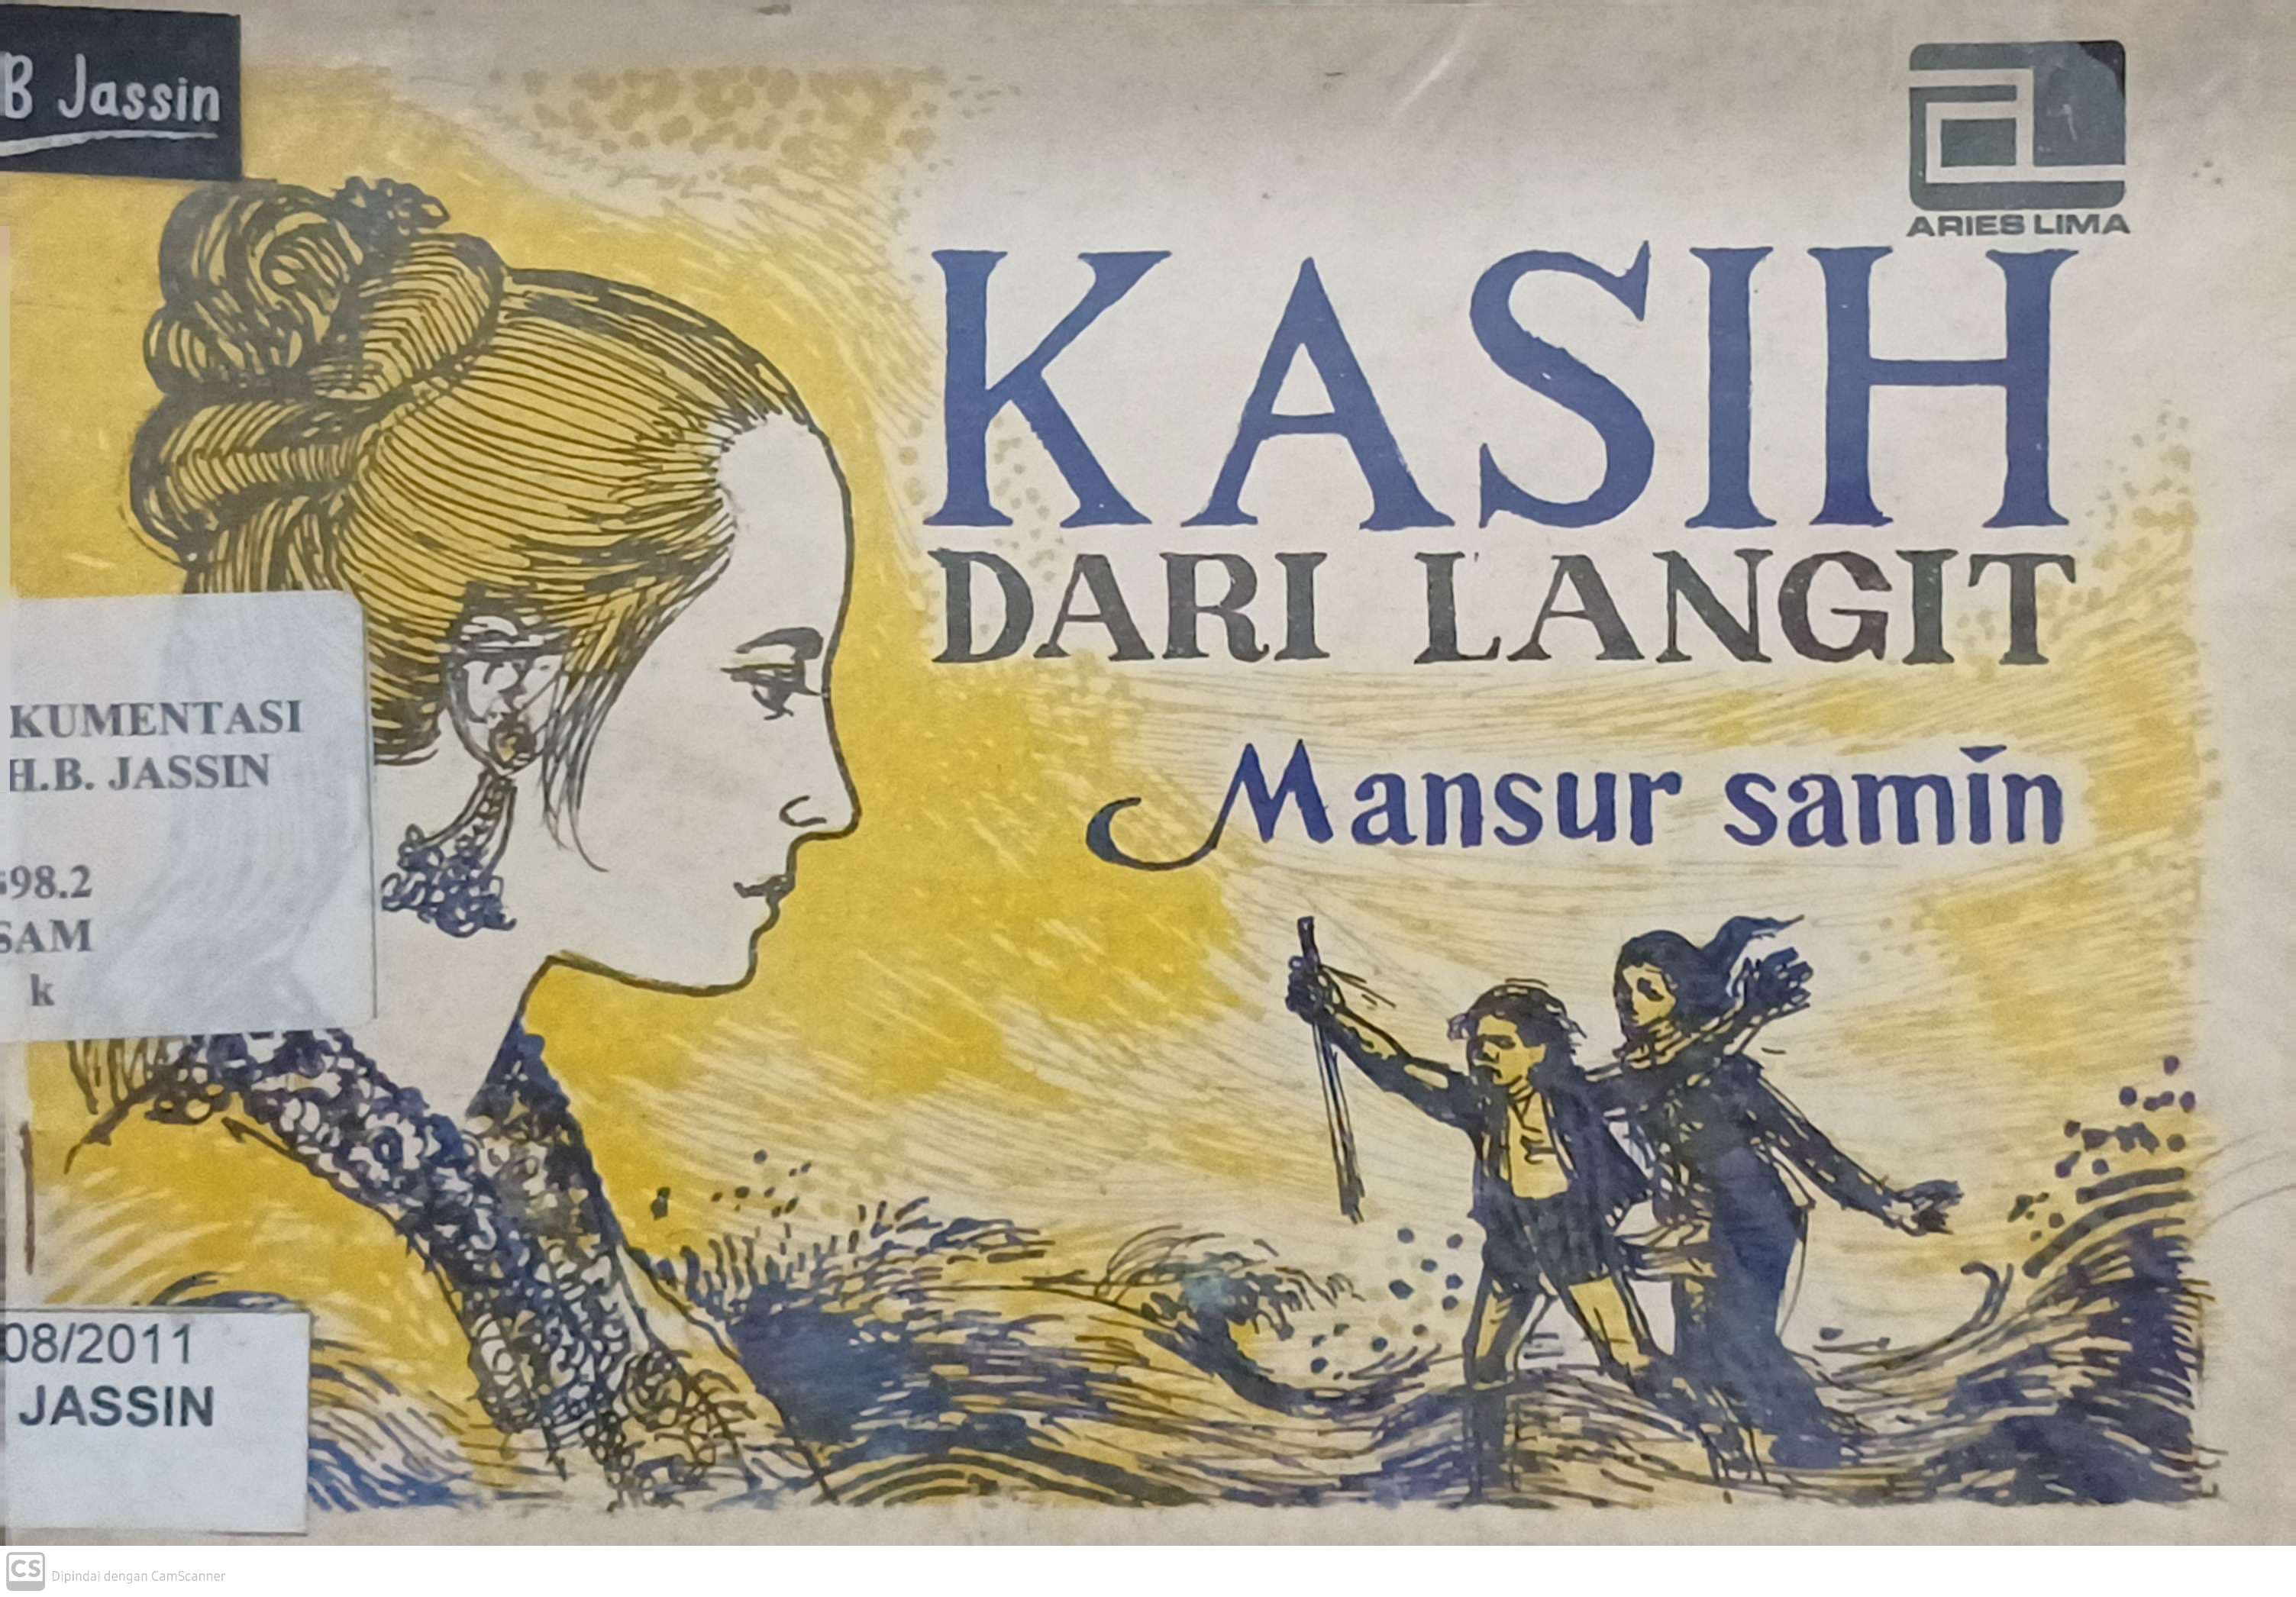 B Jassin
ARIES LIMA
KASIH
DARI LANGIT
Mansur samin
KUMENTASI
H.B. JASSIN
98.2
SAM
k
08/2011
JASSIN
CS Dipindai dengan CamScanner